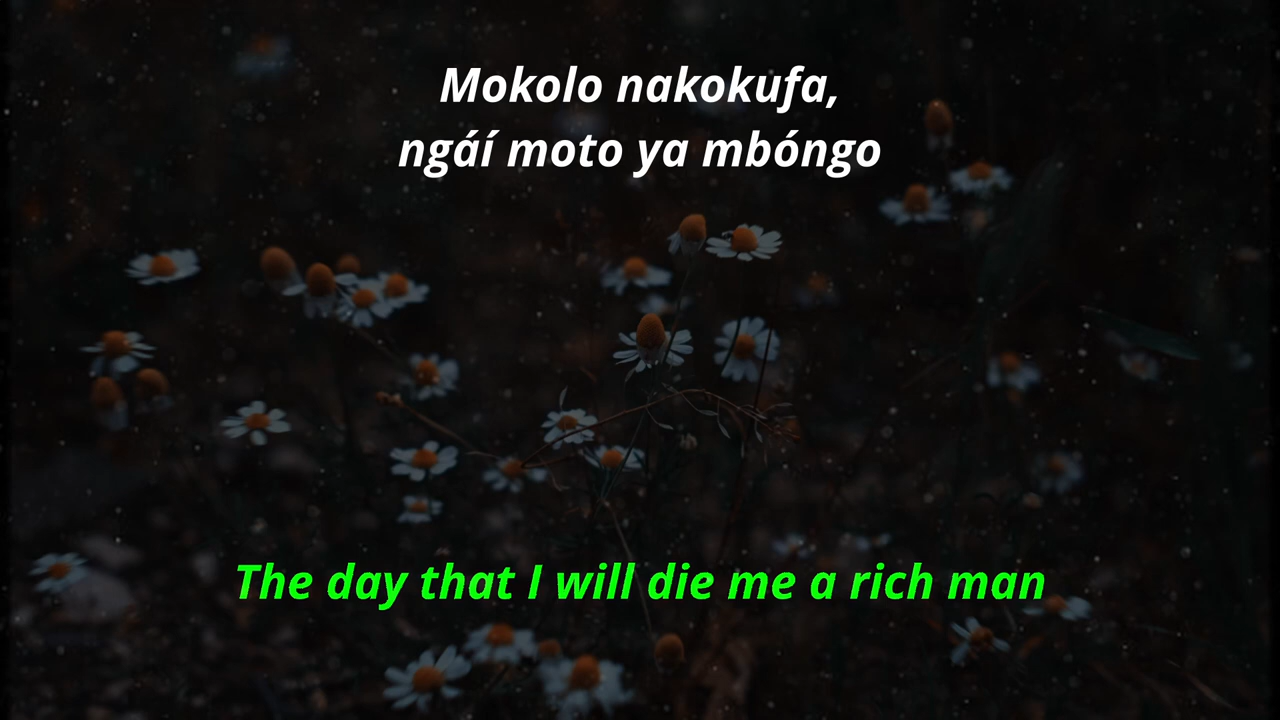 Mokolo nakokufa,
ngáí moto ya mbóngo
The day that I will die me a rich man